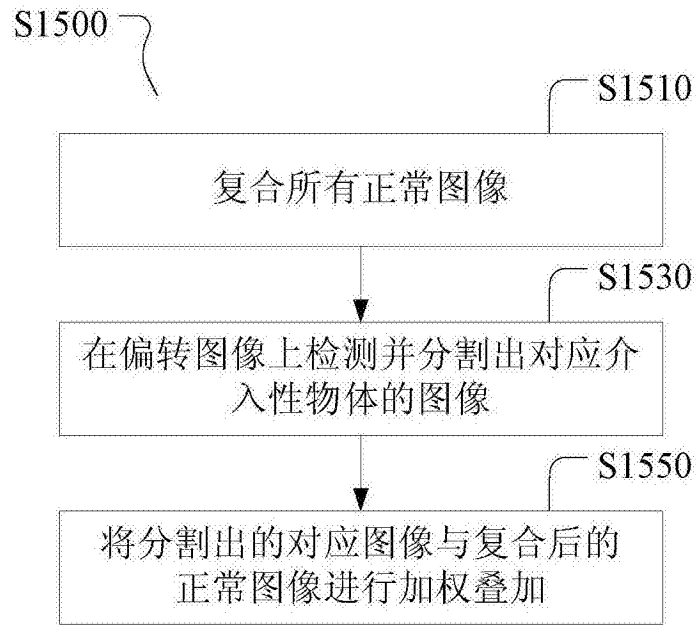 S1500
S1510
复合所有正常图像
S1530
在偏转图像上检测并分割出对应介
入性物体的图像
S1550
将分割出的对应图像与复合后的
正常图像进行加权叠加